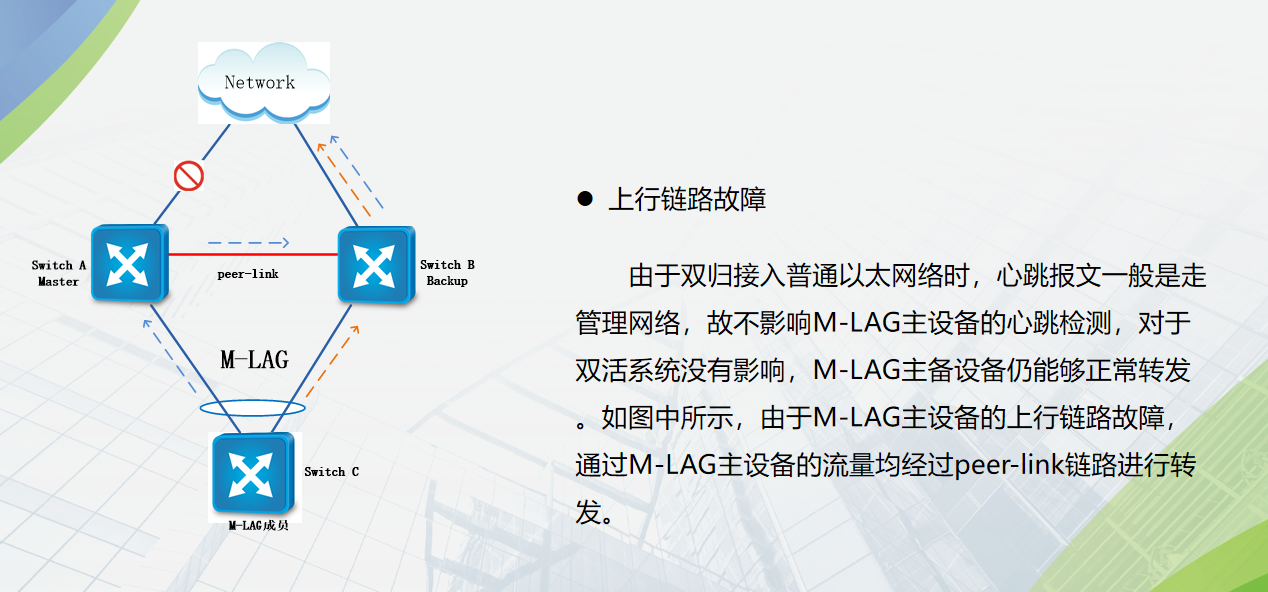 Network
Switch A
Master
peer-link
Switch B
Backup
M-LAG
Switch C
M-LAG成员
● 上行链路故障
由于双归接入普通以太网络时，心跳报文一般是走
管理网络，故不影响M-LAG主设备的心跳检测，对于
双活系统没有影响，M-LAG主备设备仍能够正常转发
。如图中所示，由于M-LAG主设备的上行链路故障，
通过M-LAG主设备的流量均经过peer-link链路进行转
发。